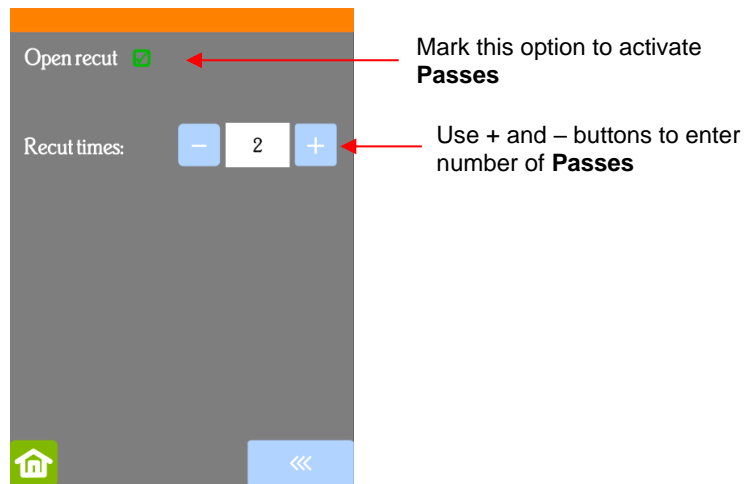 Open recut
Mark this option to activate
Passes
Recut times:
−
2
+
Use + and – buttons to enter
number of Passes